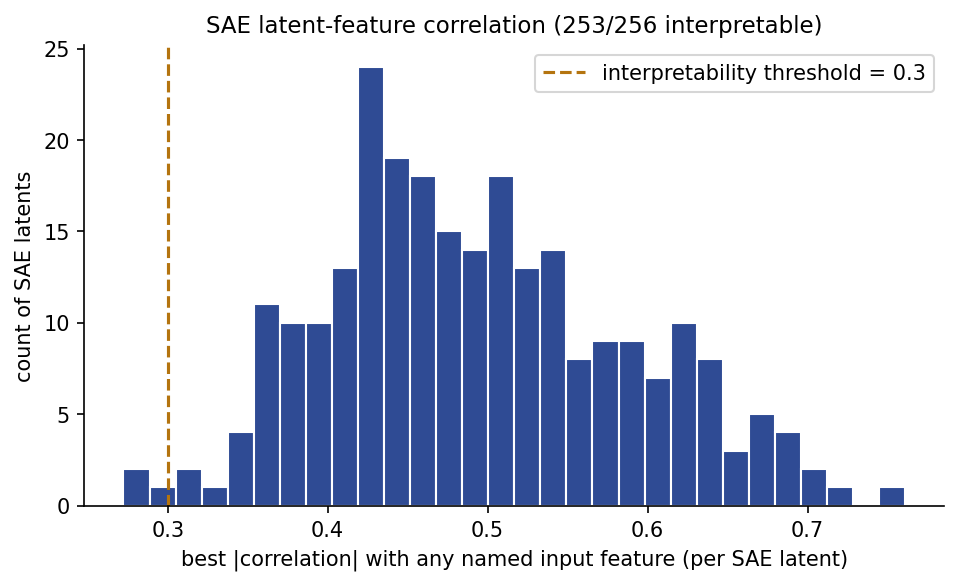 SAE latent-feature correlation (253/256 interpretable)
interpretability threshold = 0.3
count of SAE latents
25
20
15
10
5
0
0.3 0.4 0.5 0.6 0.7
best |correlation| with any named input feature (per SAE latent)